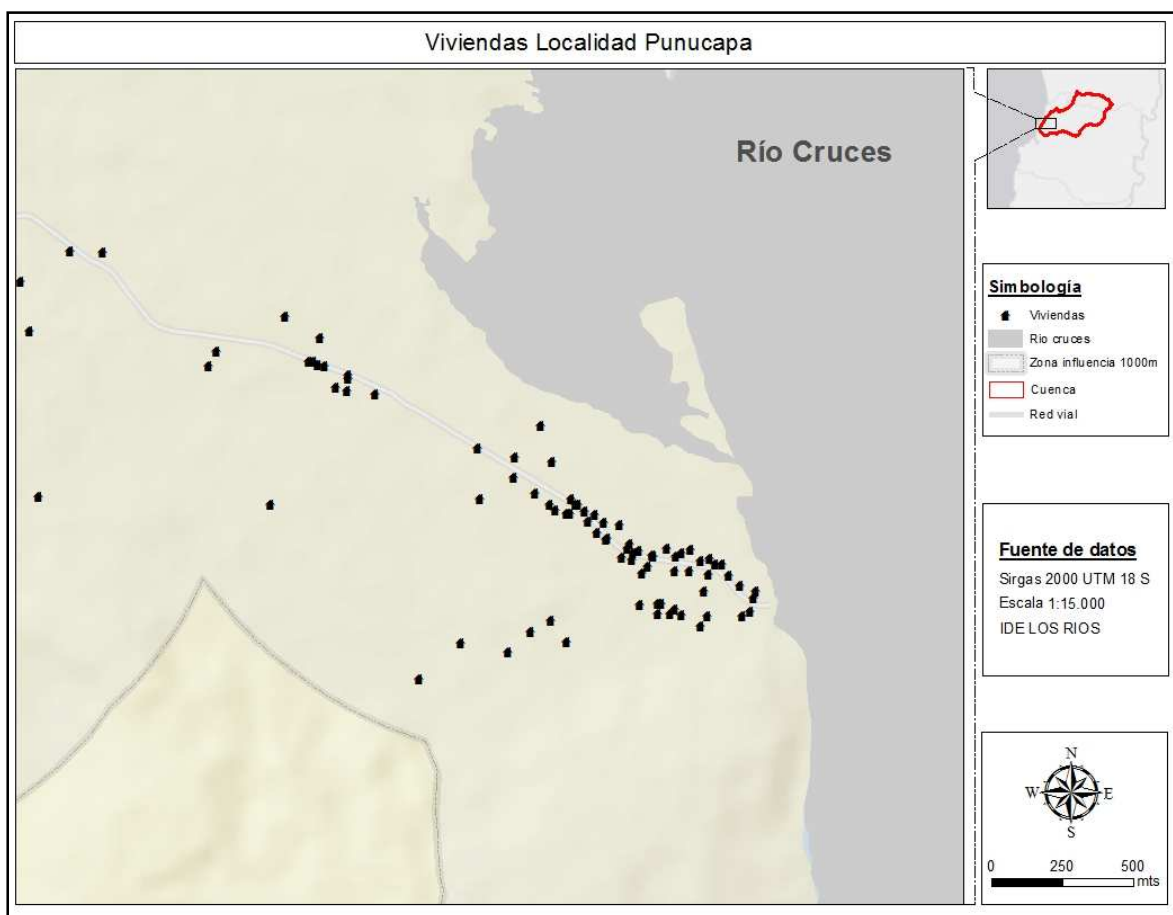 Viviendas Localidad Punucapa
Río Cruces
Simbología
Viviendas
Rio cruces
Zona influencia 1000m
Cuenca
Red vial
Fuente de datos
Sirgas 2000 UTM 18 S
Escala 1:15.000
IDE LOS RIOS
N
W E
S
0 250 500
mts